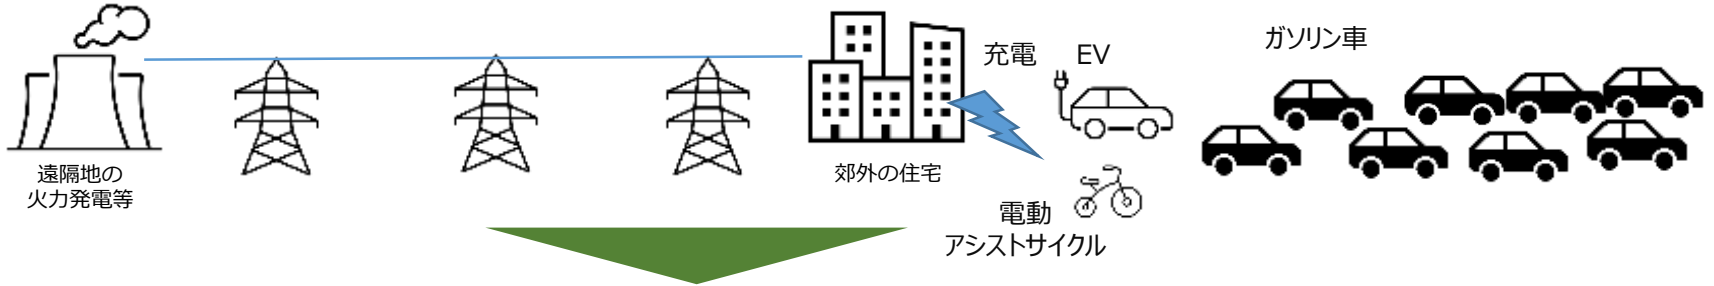 遠隔地の
火力発電等
郊外の住宅
充電
EV
電動
アシストサイクル
ガソリン車